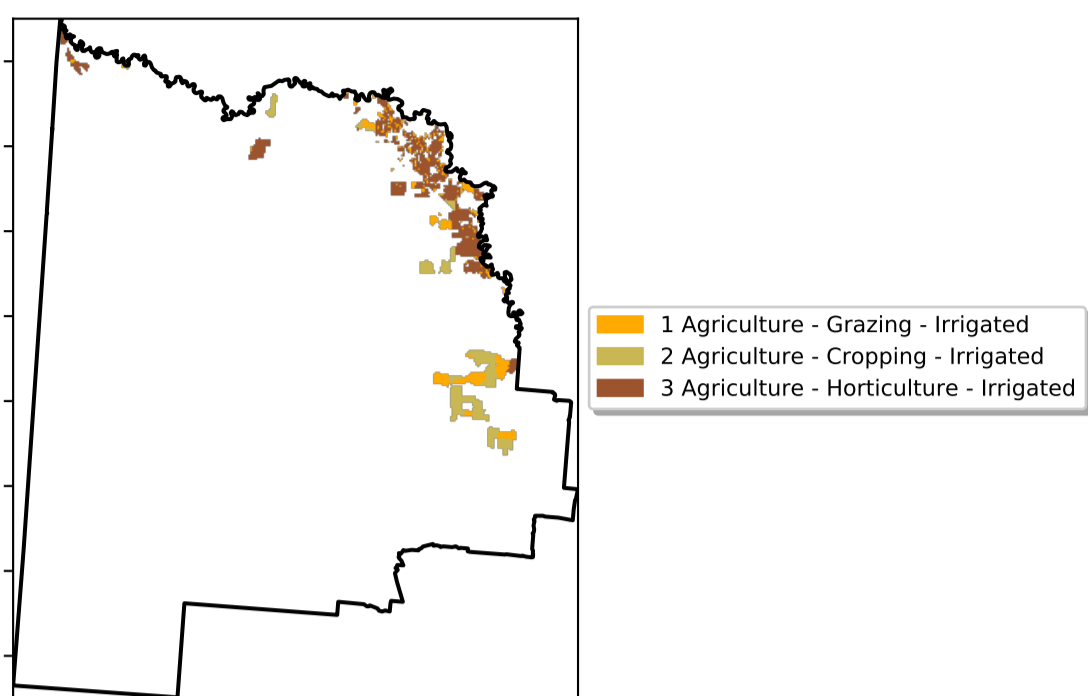 1 Agriculture - Grazing - Irrigated
2 Agriculture - Cropping - Irrigated
3 Agriculture - Horticulture - Irrigated